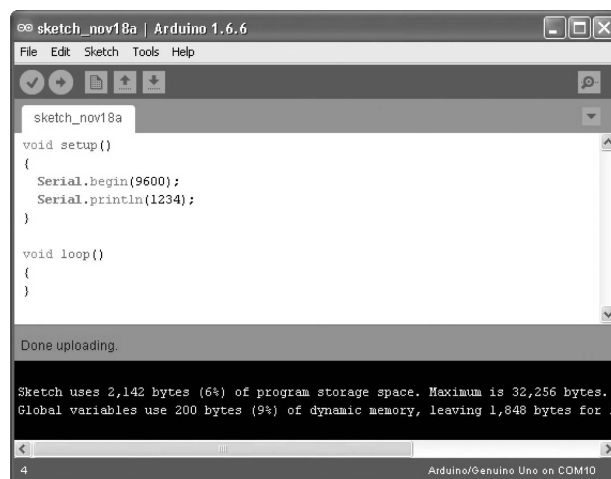 sketch_nov18a | Arduino 1.6.6
File Edit Sketch Tools Help
sketch_nov18a
void setup()
{
  Serial.begin(9600);
  Serial.println(1234);
}
void loop()
{
}
Done uploading.
Sketch uses 2,142 bytes (6%) of program storage space. Maximum is 32,256 bytes.
Global variables use 200 bytes (9%) of dynamic memory, leaving 1,848 bytes for
4 Arduino/Genuino Uno on COM10